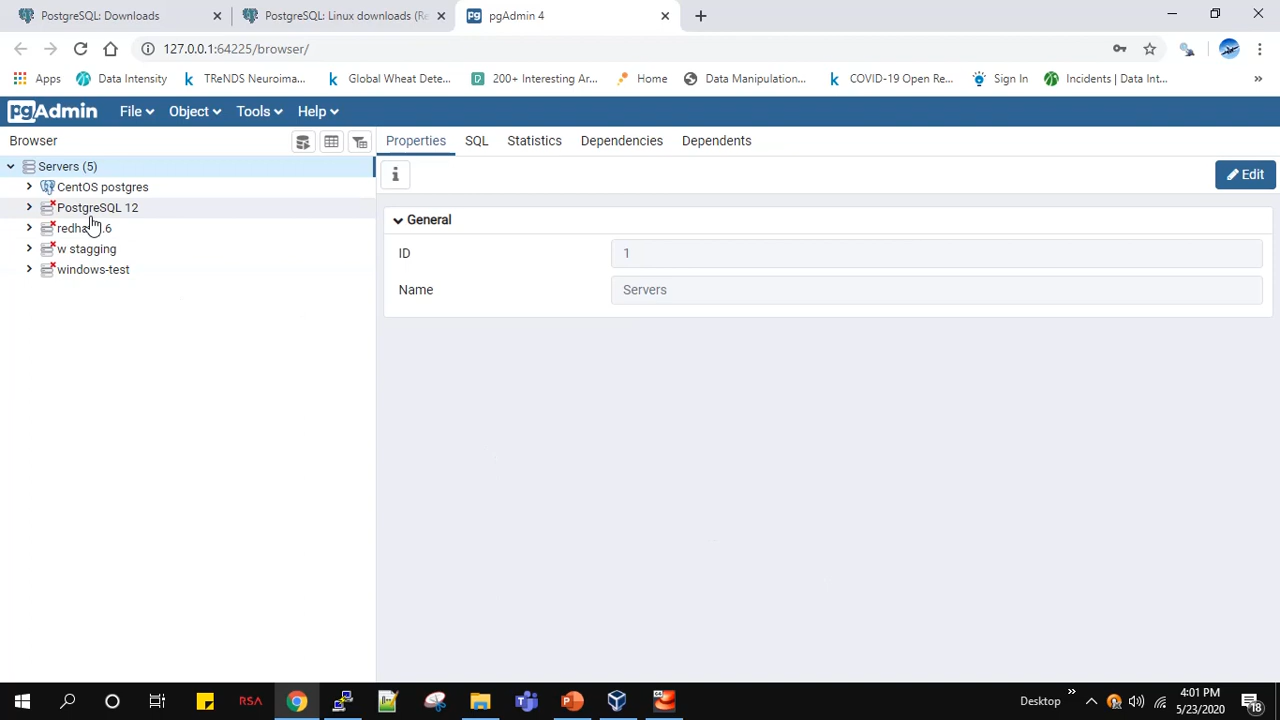 PostgreSQL: Downloads
PostgreSQL: Linux downloads (Re
pgAdmin 4
127.0.0.1:64225/browser/
Apps
Data Intensity
TReNDS Neuroima...
Global Wheat Dete...
200+ Interesting Ar...
Home
Data Manipulation...
COVID-19 Open Re...
Sign In
Incidents | Data Int...
pgAdmin
File
Object
Tools
Help
Browser
Properties
SQL
Statistics
Dependencies
Dependents
Servers (5)
CentOS postgres
PostgreSQL 12
w stagging
windows-test
Edit
General
ID
1
Name
Servers
RSA
Desktop
4:01 PM
5/23/2020
18